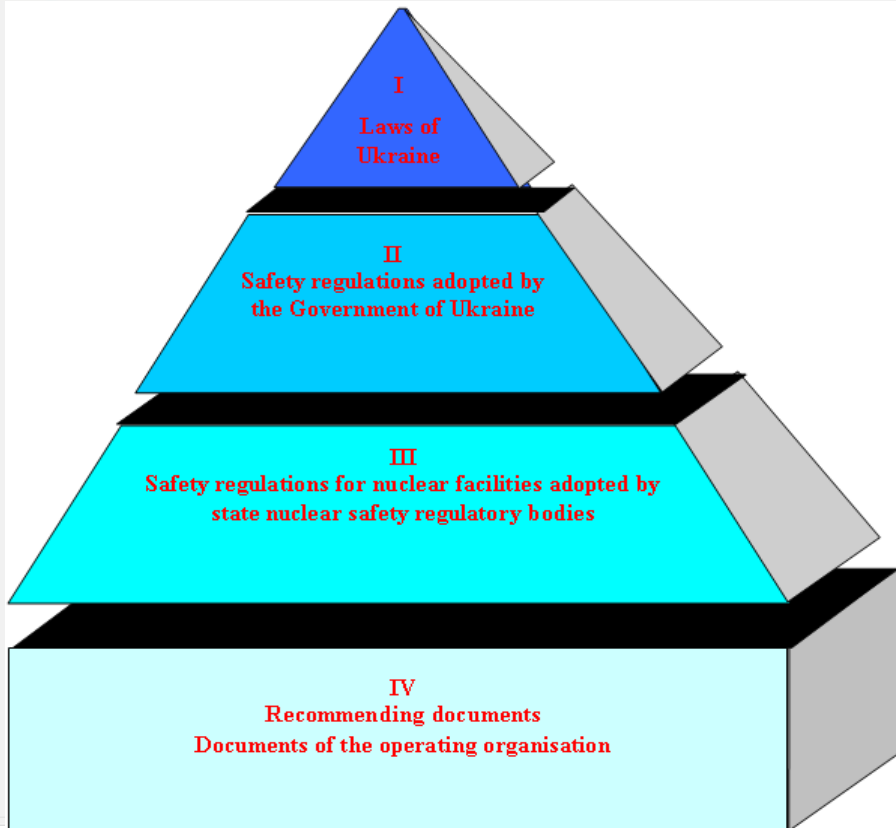 I
Laws of
Ukraine
II
Safety regulations adopted by
the Government of Ukraine
III
Safety regulations for nuclear facilities adopted by
state nuclear safety regulatory bodies
IV
Recommending documents
Documents of the operating organisation